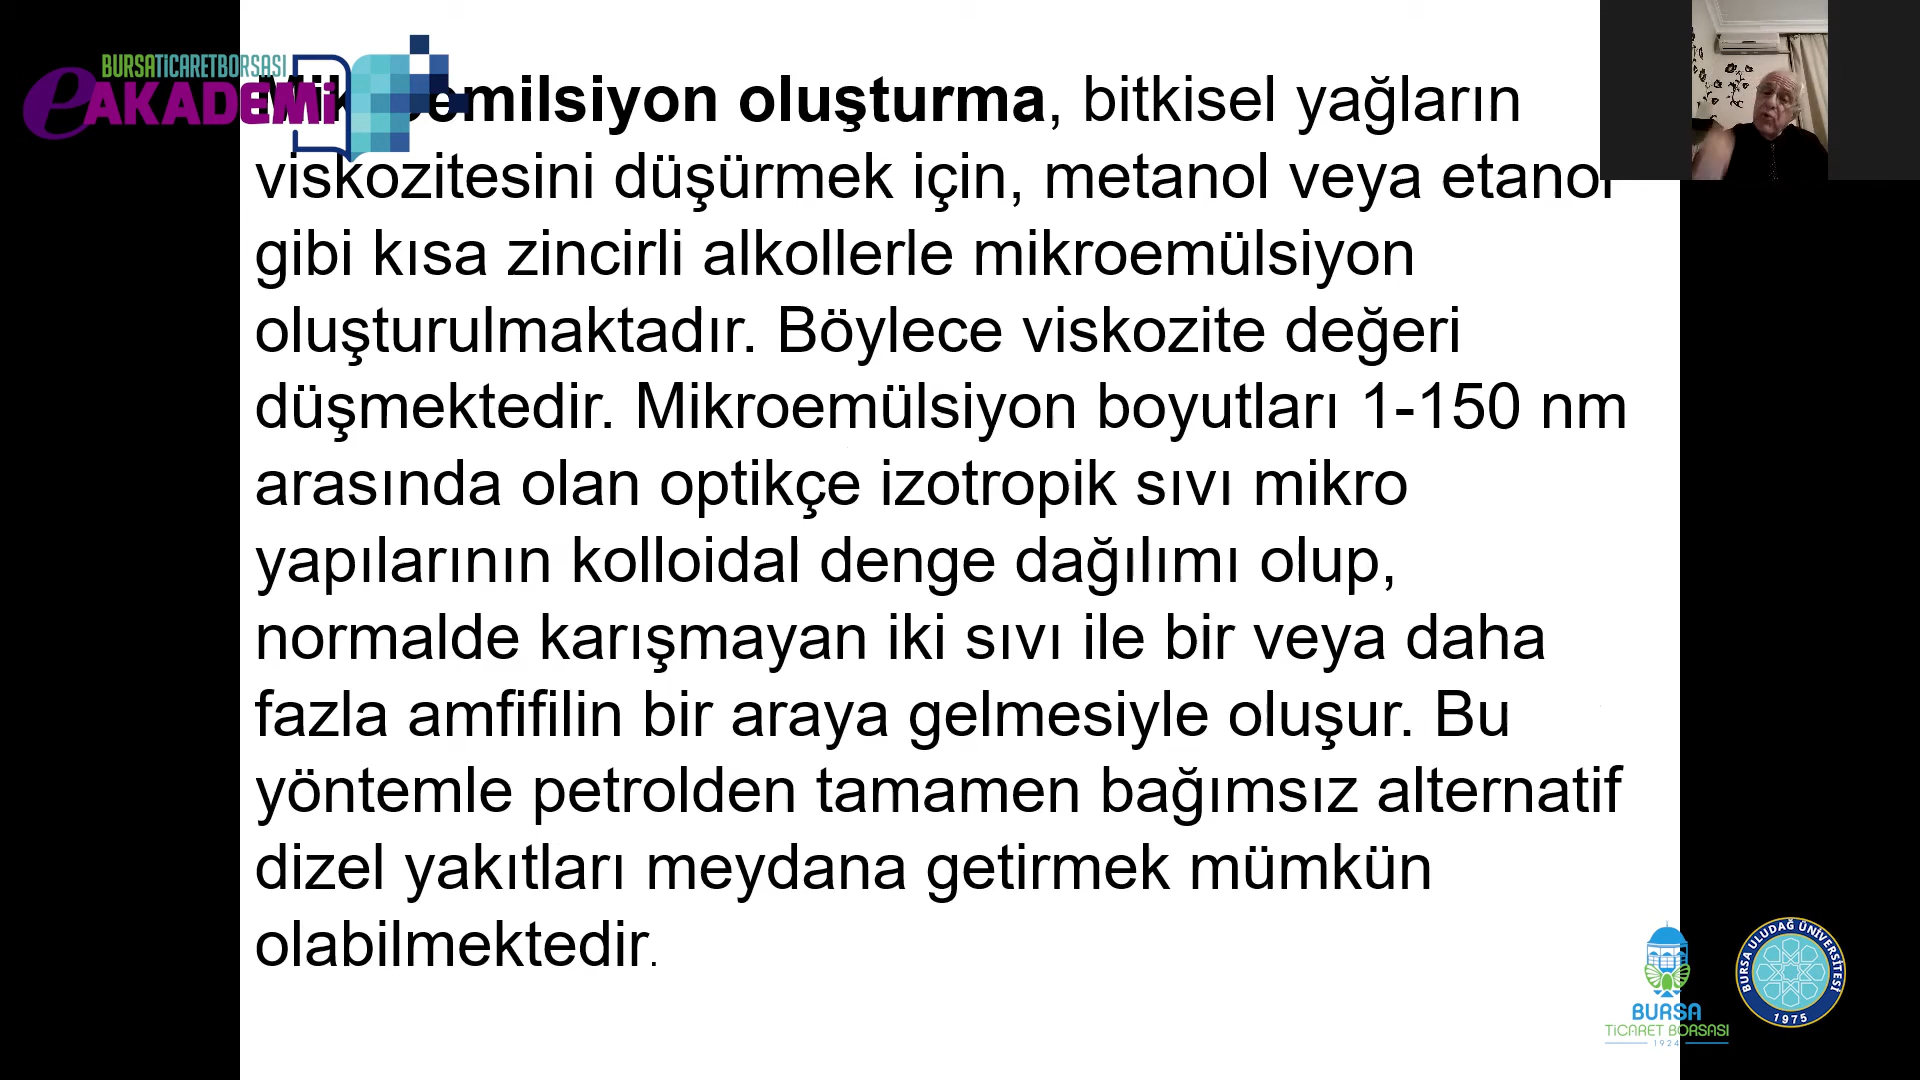 BURSATİCARETBORSASI
eAKADEMİ
emilsiyon oluşturma, bitkisel yağların
viskozitesini düşürmek için, metanol veya etanol
gibi kısa zincirli alkollerle mikroemülsiyon
oluşturulmaktadır. Böylece viskozite değeri
düşmektedir. Mikroemülsiyon boyutları 1-150 nm
arasında olan optikçe izotropik sıvı mikro
yapılarının kolloidal denge dağılımı olup,
normalde karışmayan iki sıvı ile bir veya daha
fazla amfifilin bir araya gelmesiyle oluşur. Bu
yöntemle petrolden tamamen bağımsız alternatif
dizel yakıtları meydana getirmek mümkün
olabilmektedir.
BURSA
TİCARET BORSASI
1924
BURSA ULUDAĞ ÜNİVERSİTESİ
1975